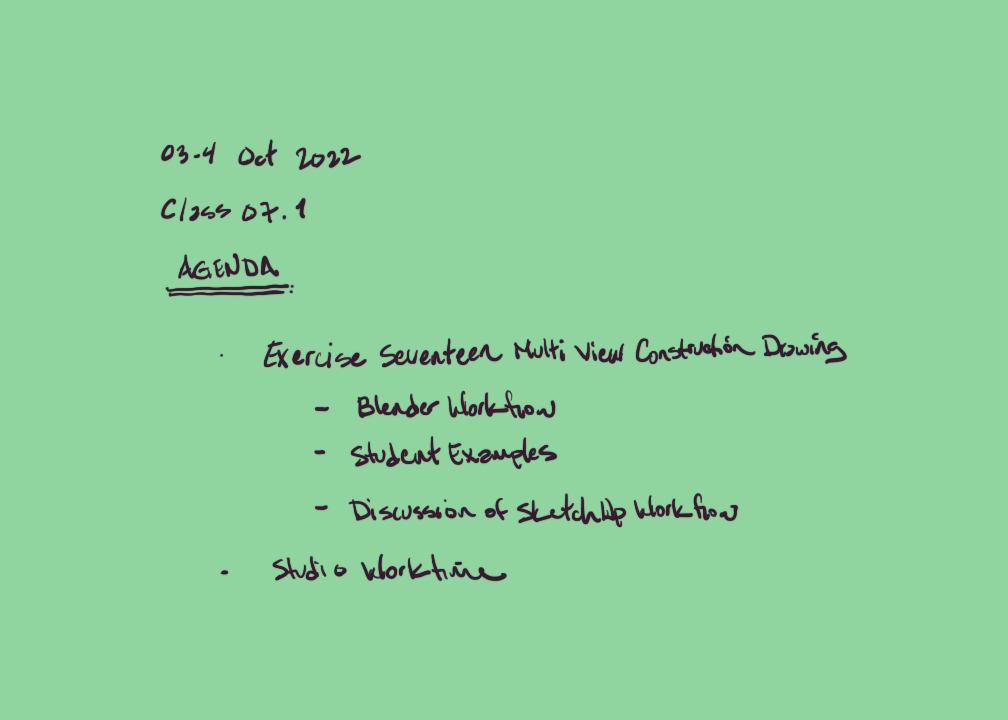 03-4 Oct 2022
Class 07.1
AGENDA
· Exercise Seventeen Multi View Construction Drawing
- Blender Workflow
- Student Examples
- Discussion of SketchUp Workflow
- Studio Worktime